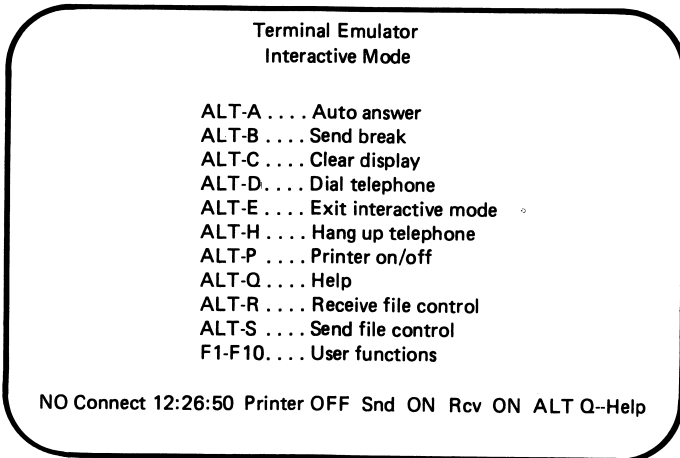 Terminal Emulator
Interactive Mode
ALT-A .... Auto answer
ALT-B .... Send break
ALT-C .... Clear display
ALT-D.... Dial telephone
ALT-E .... Exit interactive mode
ALT-H .... Hang up telephone
ALT-P .... Printer on/off
ALT-Q .... Help
ALT-R .... Receive file control
ALT-S .... Send file control
F1-F10.... User functions
NO Connect 12:26:50 Printer OFF Snd ON Rcv ON ALT Q--Help